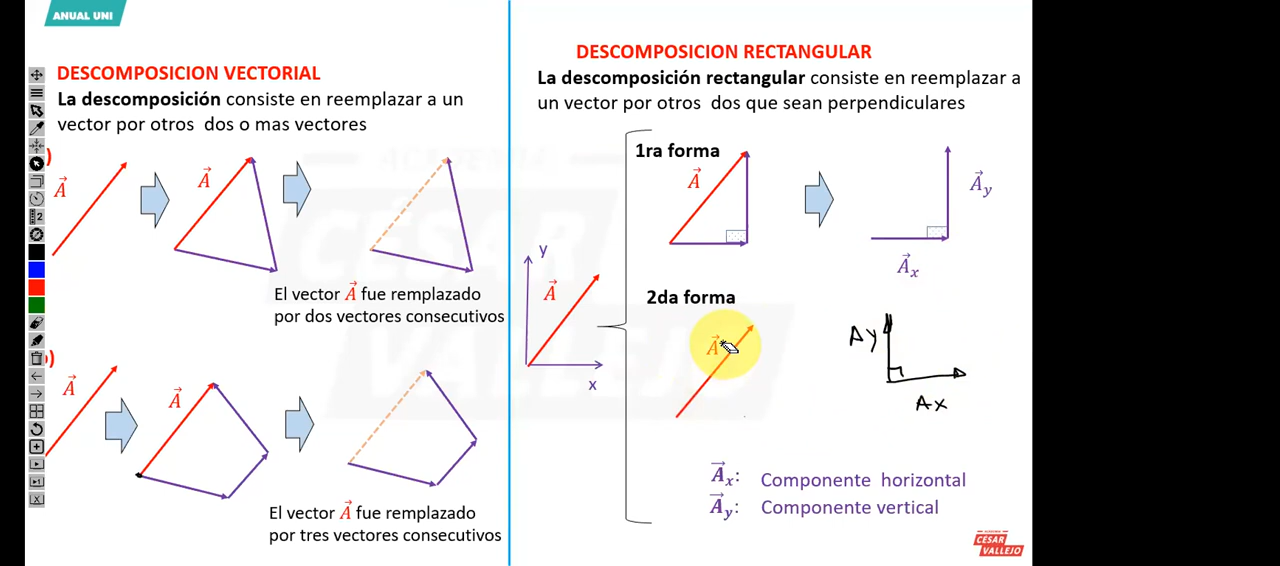 ANUAL UNI
DESCOMPOSICION VECTORIAL
La descomposición consiste en reemplazar a un
vector por otros dos o mas vectores
)
A
A
El vector A fue remplazado
por dos vectores consecutivos
)
A
A
El vector A fue remplazado
por tres vectores consecutivos
DESCOMPOSICION RECTANGULAR
La descomposición rectangular consiste en reemplazar a
un vector por otros dos que sean perpendiculares
y
A
x
1ra forma
A
Ay
Ax
2da forma
A
Ay
Ax
Ax: Componente horizontal
Ay: Componente vertical
ACADEMIA
CÉSAR
VALLEJO
CÉSAR
VALLEJO